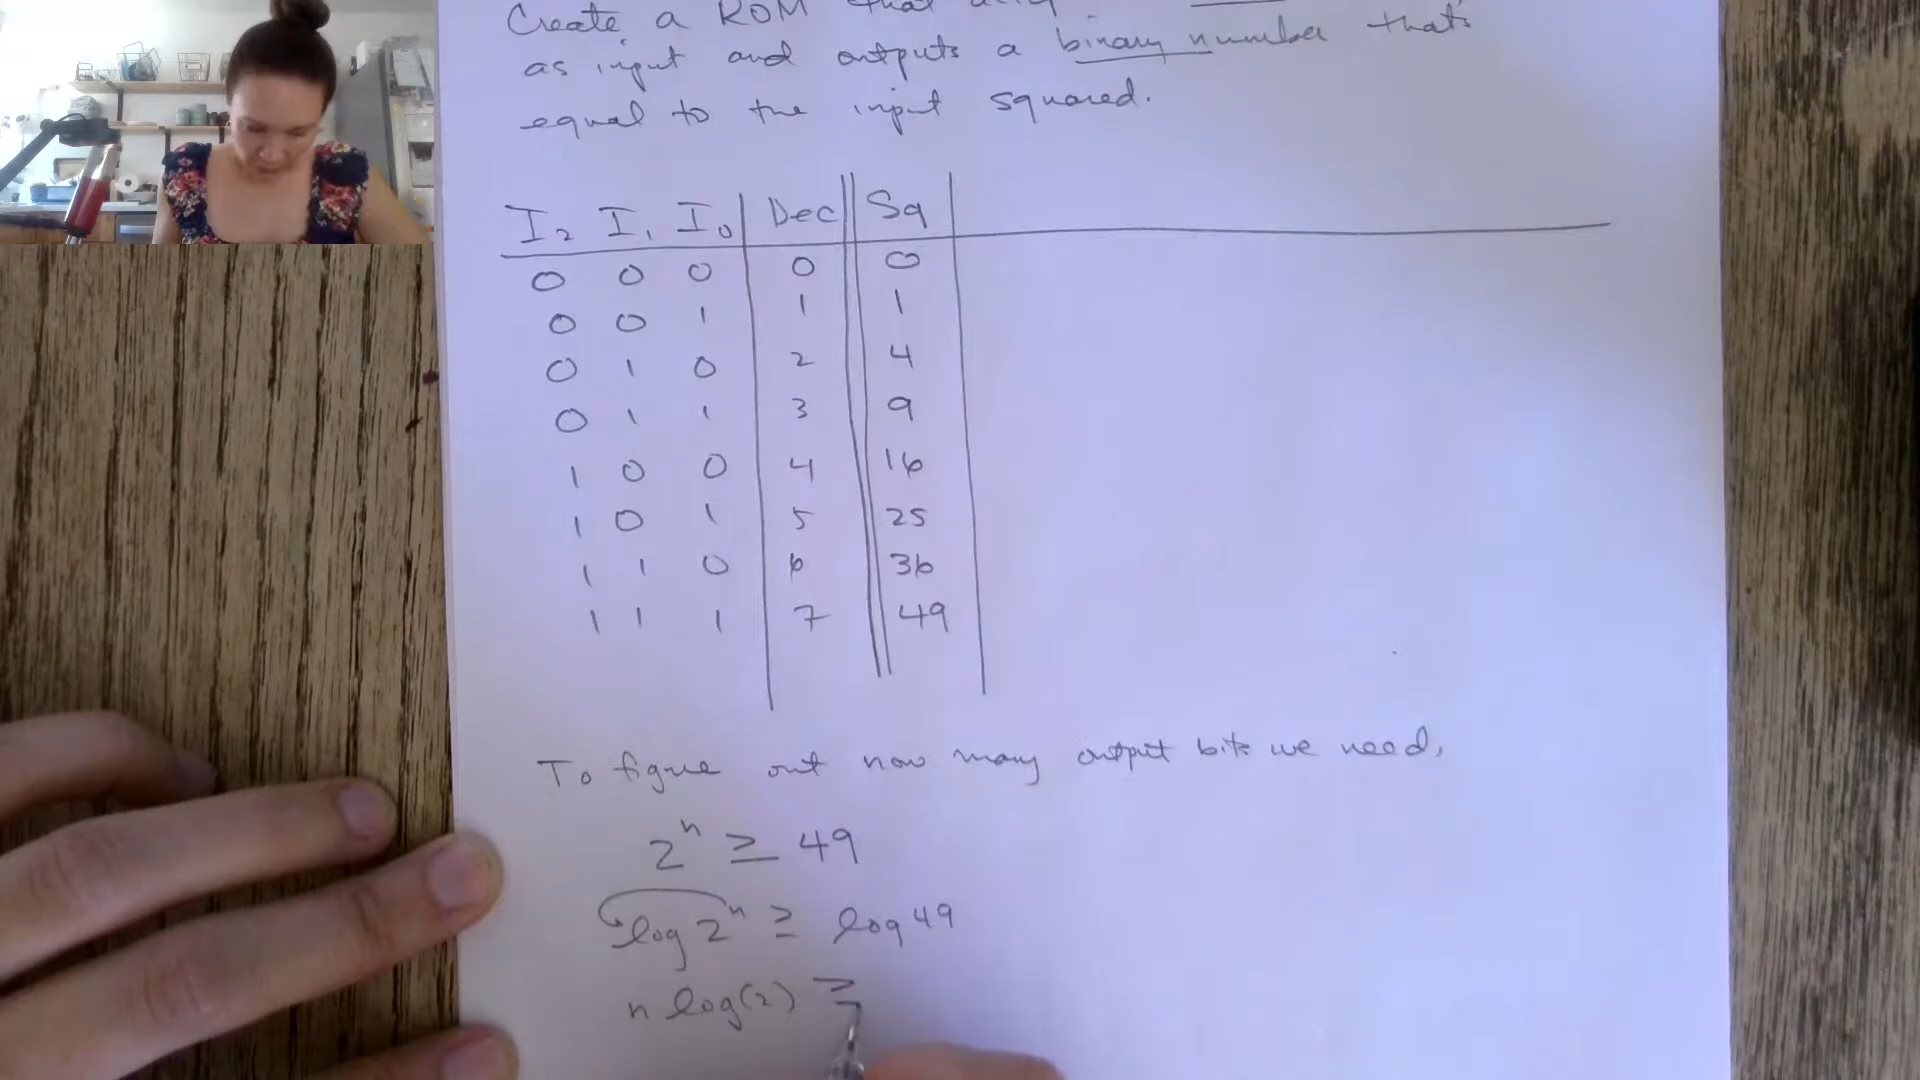 Create a ROM that
as input and outputs a binary number that's
equal to the input squared.
I₂ I₁ I₀ Dec Sq
0 0 0 0 0
0 0 1 1 1
0 1 0 2 4
0 1 1 3 9
1 0 0 4 16
1 0 1 5 25
1 1 0 6 36
1 1 1 7 49
To figure out how many output bits we need,
2ⁿ ≥ 49
log 2ⁿ ≥ log 49
n log(2) ≥